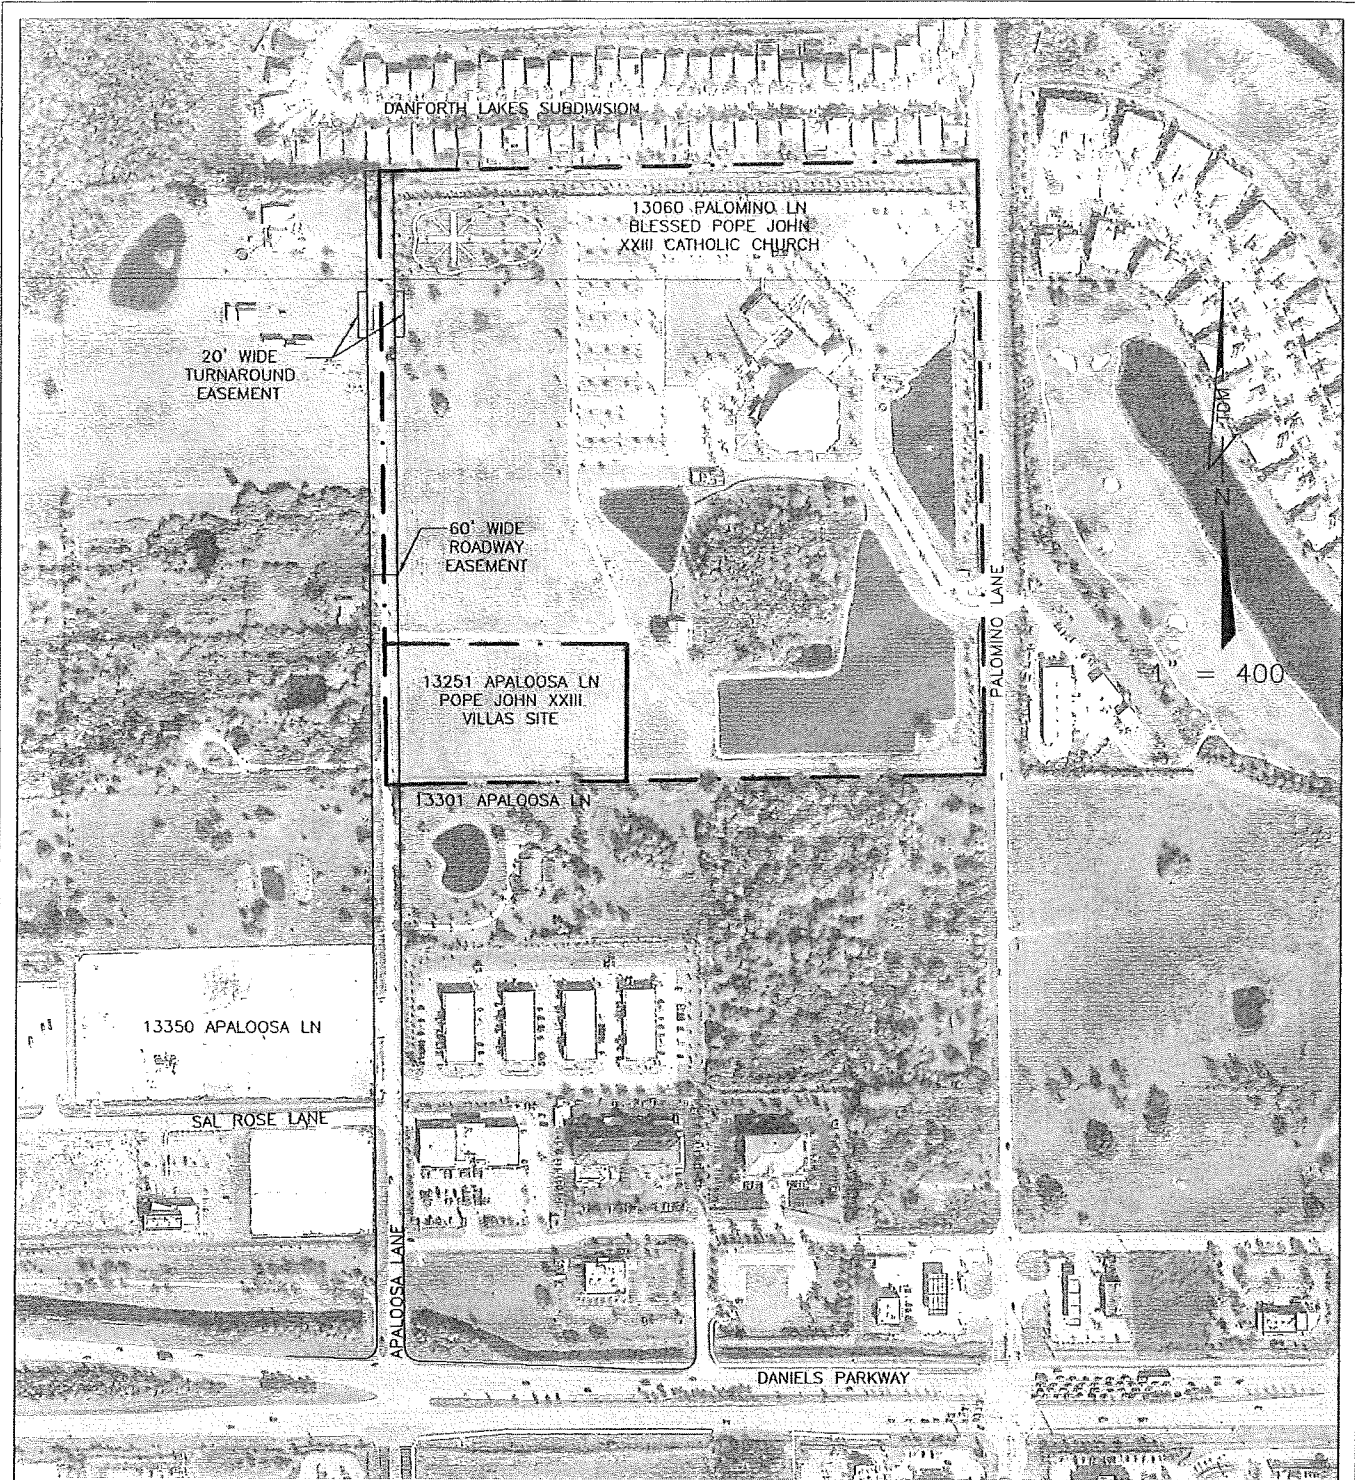 DANFORTH LAKES SUBDIVISION
13060 PALOMINO LN
BLESSED POPE JOHN
XXIII CATHOLIC CHURCH
20' WIDE
TURNAROUND
EASEMENT
60' WIDE
ROADWAY
EASEMENT
N
1" = 400
PALOMINO LANE
13251 APALOOSA LN
POPE JOHN XXIII
VILLAS SITE
13301 APALOOSA LN
13350 APALOOSA LN
SAL ROSE LANE
APALOOSA LANE
DANIELS PARKWAY